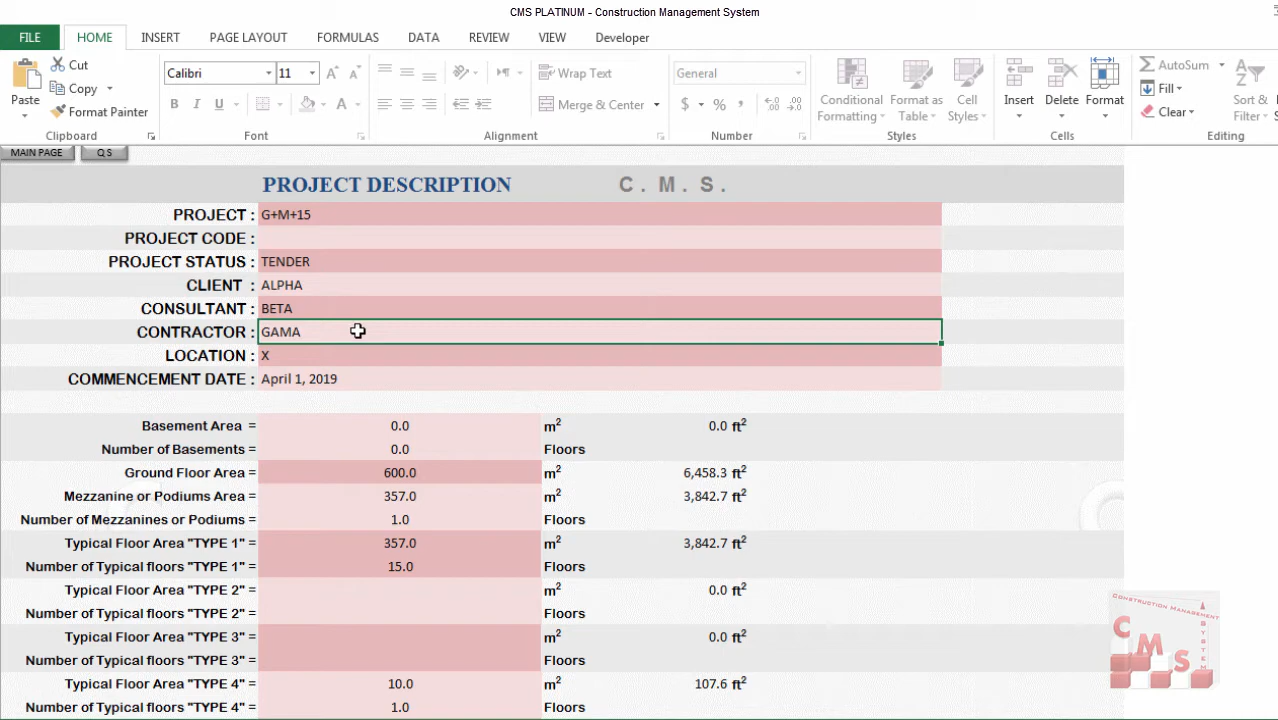 CMS PLATINUM - Construction Management System
FILE HOME INSERT PAGE LAYOUT FORMULAS DATA REVIEW VIEW Developer
Paste
Cut
Copy
Format Painter
Calibri 11
B I U A
A A
Wrap Text
Merge & Center
General
$ % ,
Conditional Formatting
Format as Table
Cell Styles
Insert Delete Format
AutoSum
Fill
Clear
Sort & Filter
Clipboard Font Alignment Number Styles Cells Editing
MAIN PAGE Q S
PROJECT DESCRIPTION C . M . S .
PROJECT : G+M+15
PROJECT CODE :
PROJECT STATUS : TENDER
CLIENT : ALPHA
CONSULTANT : BETA
CONTRACTOR : GAMA
LOCATION : X
COMMENCEMENT DATE : April 1, 2019
Basement Area = 0.0 m² 0.0 ft²
Number of Basements = 0.0 Floors
Ground Floor Area = 600.0 m² 6,458.3 ft²
Mezzanine or Podiums Area = 357.0 m² 3,842.7 ft²
Number of Mezzanines or Podiums = 1.0 Floors
Typical Floor Area "TYPE 1" = 357.0 m² 3,842.7 ft²
Number of Typical floors "TYPE 1" = 15.0 Floors
Typical Floor Area "TYPE 2" = m² 0.0 ft²
Number of Typical floors "TYPE 2" = Floors
Typical Floor Area "TYPE 3" = m² 0.0 ft²
Number of Typical floors "TYPE 3" = Floors
Typical Floor Area "TYPE 4" = 10.0 m² 107.6 ft²
Number of Typical floors "TYPE 4" = 1.0 Floors
CONSTRUCTION MANAGEMENT
SYSTEM
CMS